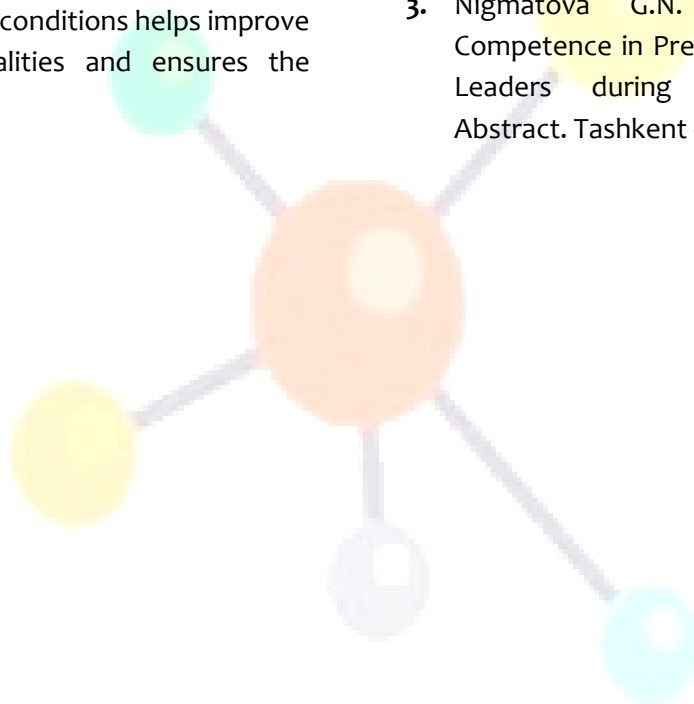 conditions helps improve
alities and ensures the
3. Nigmatova G.N.
Competence in Pre
Leaders during
Abstract. Tashkent